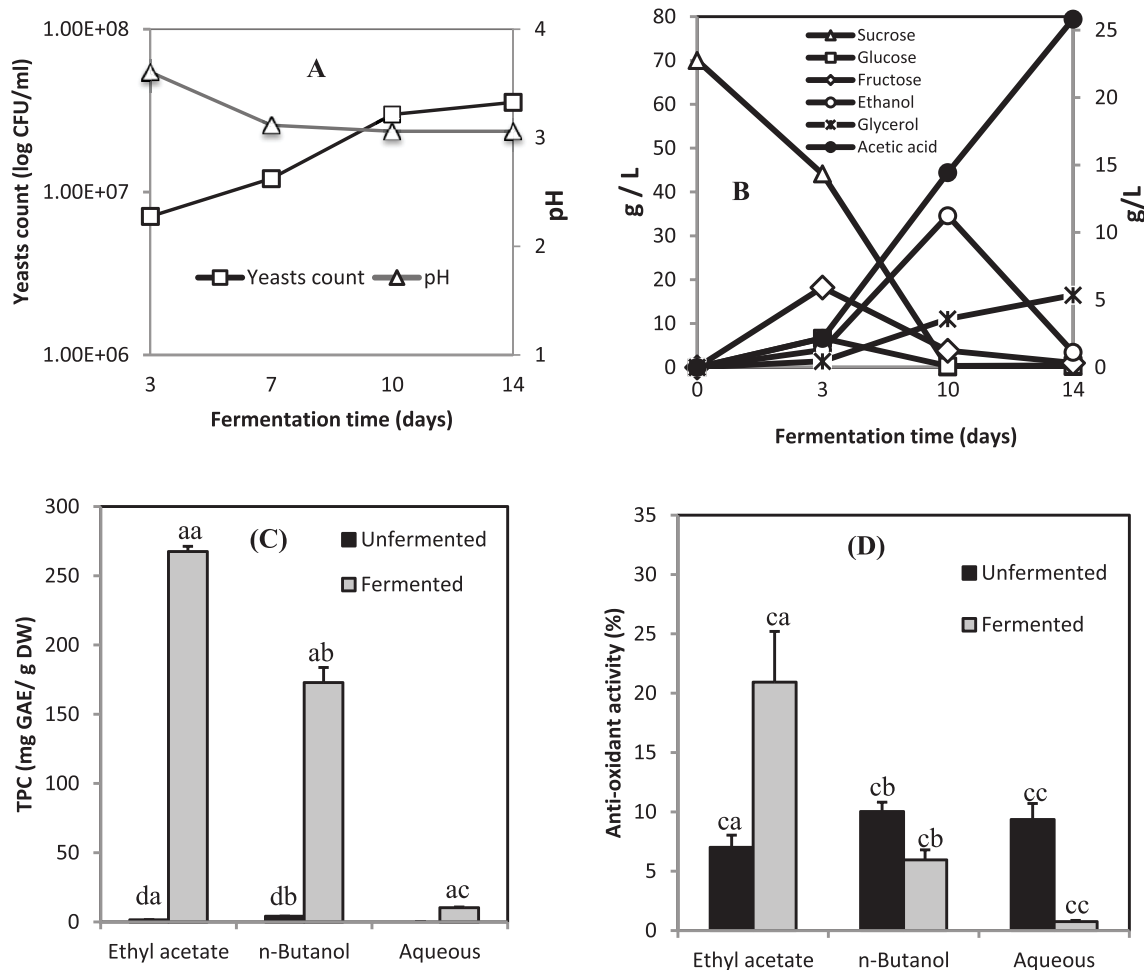 A
1.00E+08
1.00E+07
1.00E+06
Yeasts count (log CFU/ml)
4
3
2
1
pH
Yeasts count
pH
3 7 10 14
Fermentation time (days)
B
80
70
60
50
40
30
20
10
0
g / L
Sucrose
Glucose
Fructose
Ethanol
Glycerol
Acetic acid
25
20
15
10
5
0
g/L
0 3 10 14
Fermentation time (days)
(C)
300
250
200
150
100
50
0
TPC (mg GAE/ g DW)
Unfermented
Fermented
aa
ab
da
db
ac
Ethyl acetate n-Butanol Aqueous
(D)
35
30
25
20
15
10
5
0
Anti-oxidant activity (%)
Unfermented
Fermented
ca
ca
cb
cb
cc
cc
Ethyl acetate n-Butanol Aqueous